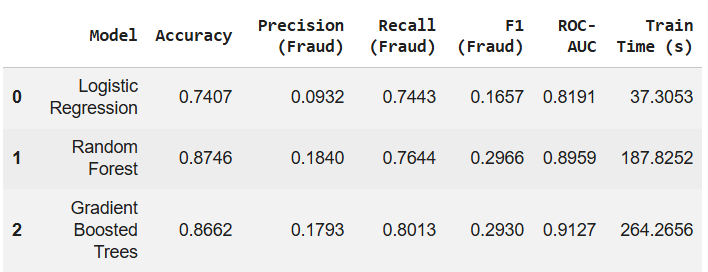 Model Accuracy Precision (Fraud) Recall (Fraud) F1 (Fraud) ROC-AUC Train Time (s)
0 Logistic Regression 0.7407 0.0932 0.7443 0.1657 0.8191 37.3053
1 Random Forest 0.8746 0.1840 0.7644 0.2966 0.8959 187.8252
2 Gradient Boosted Trees 0.8662 0.1793 0.8013 0.2930 0.9127 264.2656